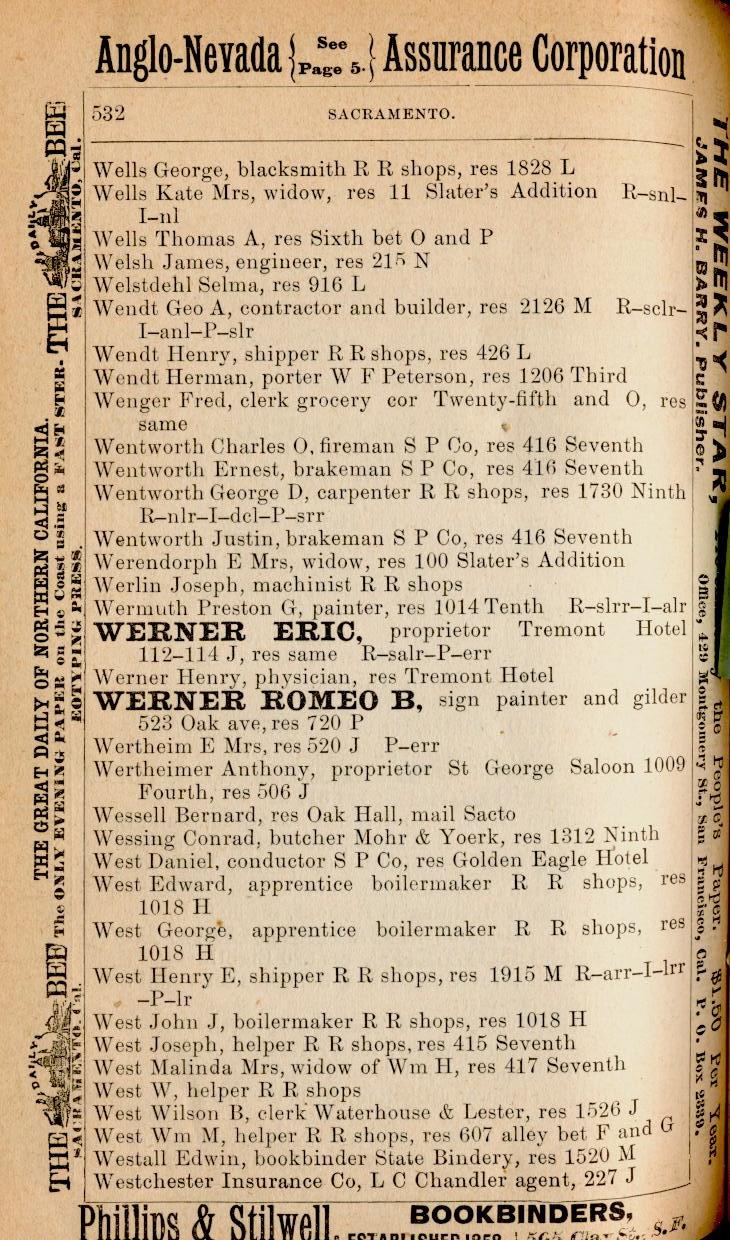 Anglo-Nevada { See Page 5. } Assurance Corporation
532 SACRAMENTO.
Wells George, blacksmith R R shops, res 1828 L
Wells Kate Mrs, widow, res 11 Slater's Addition R–snl–
I–nl
Wells Thomas A, res Sixth bet O and P
Welsh James, engineer, res 215 N
Welstdehl Selma, res 916 L
Wendt Geo A, contractor and builder, res 2126 M R–sclr–
I–anl–P–slr
Wendt Henry, shipper R R shops, res 426 L
Wendt Herman, porter W F Peterson, res 1206 Third
Wenger Fred, clerk grocery cor Twenty-fifth and O, res
same
Wentworth Charles O, fireman S P Co, res 416 Seventh
Wentworth Ernest, brakeman S P Co, res 416 Seventh
Wentworth George D, carpenter R R shops, res 1730 Ninth
R–nlr–I–dcl–P–srr
Wentworth Justin, brakeman S P Co, res 416 Seventh
Werendorph E Mrs, widow, res 100 Slater's Addition
Werlin Joseph, machinist R R shops
Wermuth Preston G, painter, res 1014 Tenth R–slrr–I–alr
WERNER ERIC, proprietor Tremont Hotel
112–114 J, res same R–salr–P–err
Werner Henry, physician, res Tremont Hotel
WERNER ROMEO B, sign painter and gilder
523 Oak ave, res 720 P
Wertheim E Mrs, res 520 J P–err
Wertheimer Anthony, proprietor St George Saloon 1009
Fourth, res 506 J
Wessell Bernard, res Oak Hall, mail Sacto
Wessing Conrad, butcher Mohr & Yoerk, res 1312 Ninth
West Daniel, conductor S P Co, res Golden Eagle Hotel
West Edward, apprentice boilermaker R R shops, res
1018 H
West George, apprentice boilermaker R R shops, res
1018 H
West Henry E, shipper R R shops, res 1915 M R–arr–I–lrr
–P–lr
West John J, boilermaker R R shops, res 1018 H
West Joseph, helper R R shops, res 415 Seventh
West Malinda Mrs, widow of Wm H, res 417 Seventh
West W, helper R R shops
West Wilson B, clerk Waterhouse & Lester, res 1526 J
West Wm M, helper R R shops, res 607 alley bet F and G
Westall Edwin, bookbinder State Bindery, res 1520 M
Westchester Insurance Co, L C Chandler agent, 227 J
Phillips & Stilwell, BOOKBINDERS,
ESTABLISHED 1858 505 Clay St., S.F.
THE DAILY BEE SACRAMENTO, Cal.
THE GREAT DAILY OF NORTHERN CALIFORNIA.
The ONLY EVENING PAPER on the Coast using a FAST STER-
EOTYPING PRESS.
THE DAILY BEE SACRAMENTO, Cal.
THE WEEKLY STAR, the People's Paper. $1.50 Per Year.
JAMES H. BARRY, Publisher. Office, 429 Montgomery St., San Francisco, Cal. P. O. Box 2839.